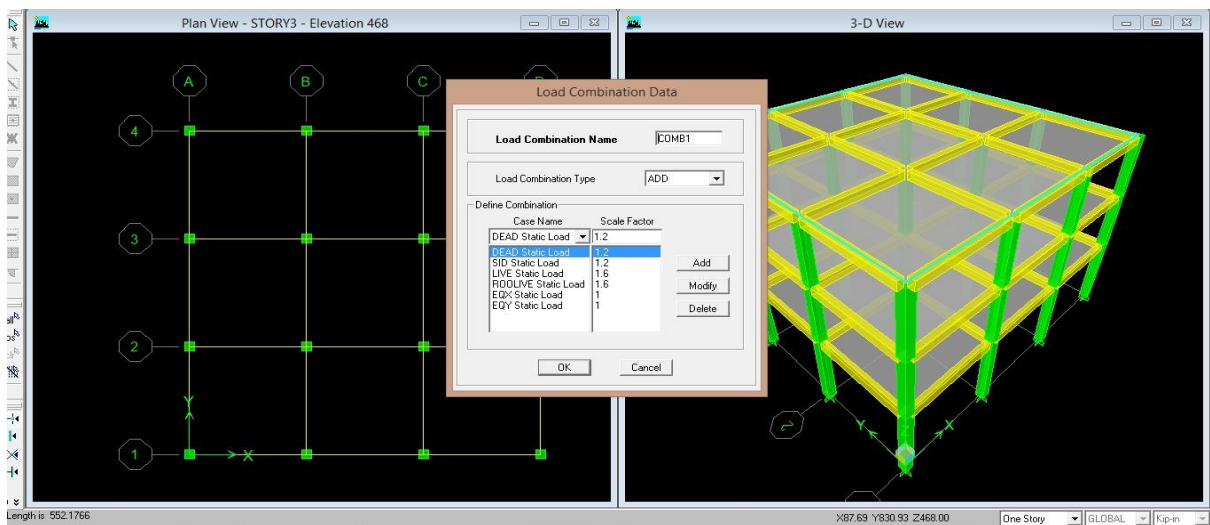 Plan View - STORY3 - Elevation 468
3-D View
A
B
C
4
3
2
1
Y
X
Load Combination Data
Load Combination Name
COMB1
Load Combination Type
ADD
Define Combination
Case Name Scale Factor
DEAD Static Load 1.2
DEAD Static Load 1.2
SID Static Load 1.2
LIVE Static Load 1.6
ROOLIVE Static Load 1.6
EQX Static Load 1
EQY Static Load 1
Add
Modify
Delete
OK
Cancel
2
Y
Z
X
Length is 552.1766
X87.69 Y830.93 Z468.00
One Story
GLOBAL
Kip-in